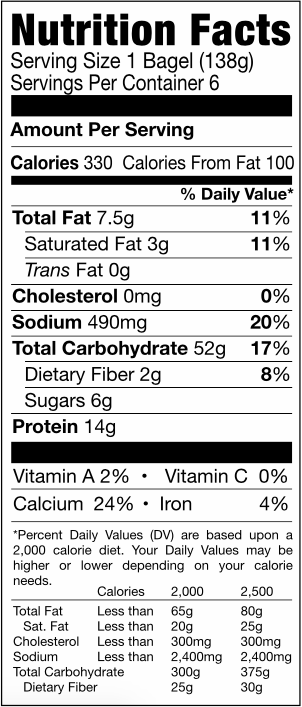 Nutrition Facts
Serving Size 1 Bagel (138g)
Servings Per Container 6
Amount Per Serving
Calories 330 Calories From Fat 100
% Daily Value*
Total Fat 7.5g 11%
Saturated Fat 3g 11%
Trans Fat 0g
Cholesterol 0mg 0%
Sodium 490mg 20%
Total Carbohydrate 52g 17%
Dietary Fiber 2g 8%
Sugars 6g
Protein 14g
Vitamin A 2% • Vitamin C 0%
Calcium 24% • Iron 4%
*Percent Daily Values (DV) are based upon a
2,000 calorie diet. Your Daily Values may be
higher or lower depending on your calorie
needs.
Calories 2,000 2,500
Total Fat Less than 65g 80g
Sat. Fat Less than 20g 25g
Cholesterol Less than 300mg 300mg
Sodium Less than 2,400mg 2,400mg
Total Carbohydrate 300g 375g
Dietary Fiber 25g 30g